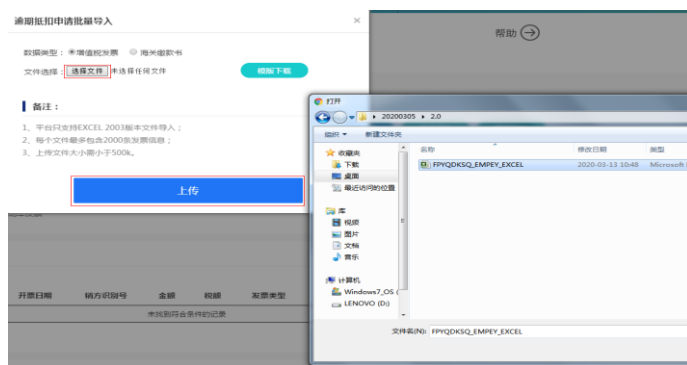 逾期抵扣申请批量导入 ×
帮助
数据类型： 增值税发票 海关缴款书
文件选择： 选择文件 未选择任何文件 模版下载
备注：
1、平台只支持EXCEL 2003版本文件导入；
2、每个文件最多包含2000条发票信息；
3、上传文件大小需小于500k。
上传
开票日期 销方识别号 金额 税额 发票类型
未找到符合条件的记录
打开
20200305 2.0
组织 新建文件夹
收藏夹
下载
桌面
最近访问的位置
库
视频
图片
文档
音乐
计算机
Windows7_OS (
LENOVO (D:)
名称 修改日期 类型
FPYQDKSQ_EMPEY_EXCEL 2020-03-13 10:48 Microsoft
文件名(N): FPYQDKSQ_EMPEY_EXCEL